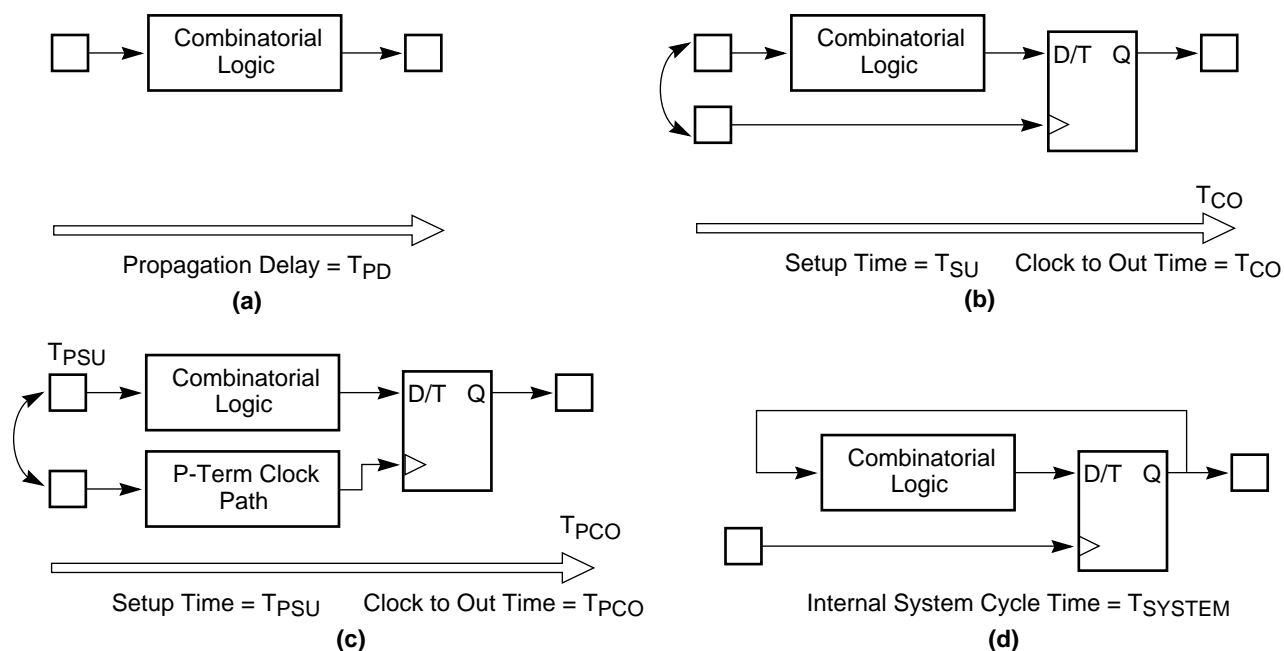 Combinatorial
Logic
Propagation Delay = TPD
(a)
Combinatorial
Logic
D/T Q
TCO
Setup Time = TSU Clock to Out Time = TCO
(b)
TPSU
Combinatorial
Logic
D/T Q
P-Term Clock
Path
TPCO
Setup Time = TPSU Clock to Out Time = TPCO
(c)
Combinatorial
Logic
D/T Q
Internal System Cycle Time = TSYSTEM
(d)